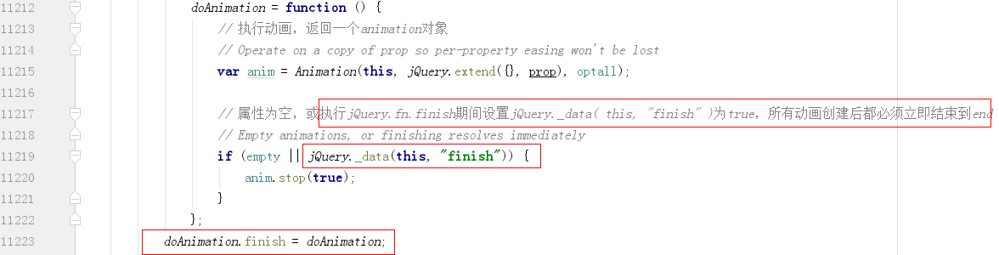 11212 doAnimation = function () {
11213 // 执行动画，返回一个animation对象
11214 // Operate on a copy of prop so per-property easing won't be lost
11215 var anim = Animation(this, jQuery.extend({}, prop), optall);
11216
11217 // 属性为空，或执行jQuery.fn.finish期间设置jQuery._data( this, "finish" )为true，所有动画创建后都必须立即结束到end
11218 // Empty animations, or finishing resolves immediately
11219 if (empty || jQuery._data(this, "finish")) {
11220 anim.stop(true);
11221 }
11222 };
11223 doAnimation.finish = doAnimation;